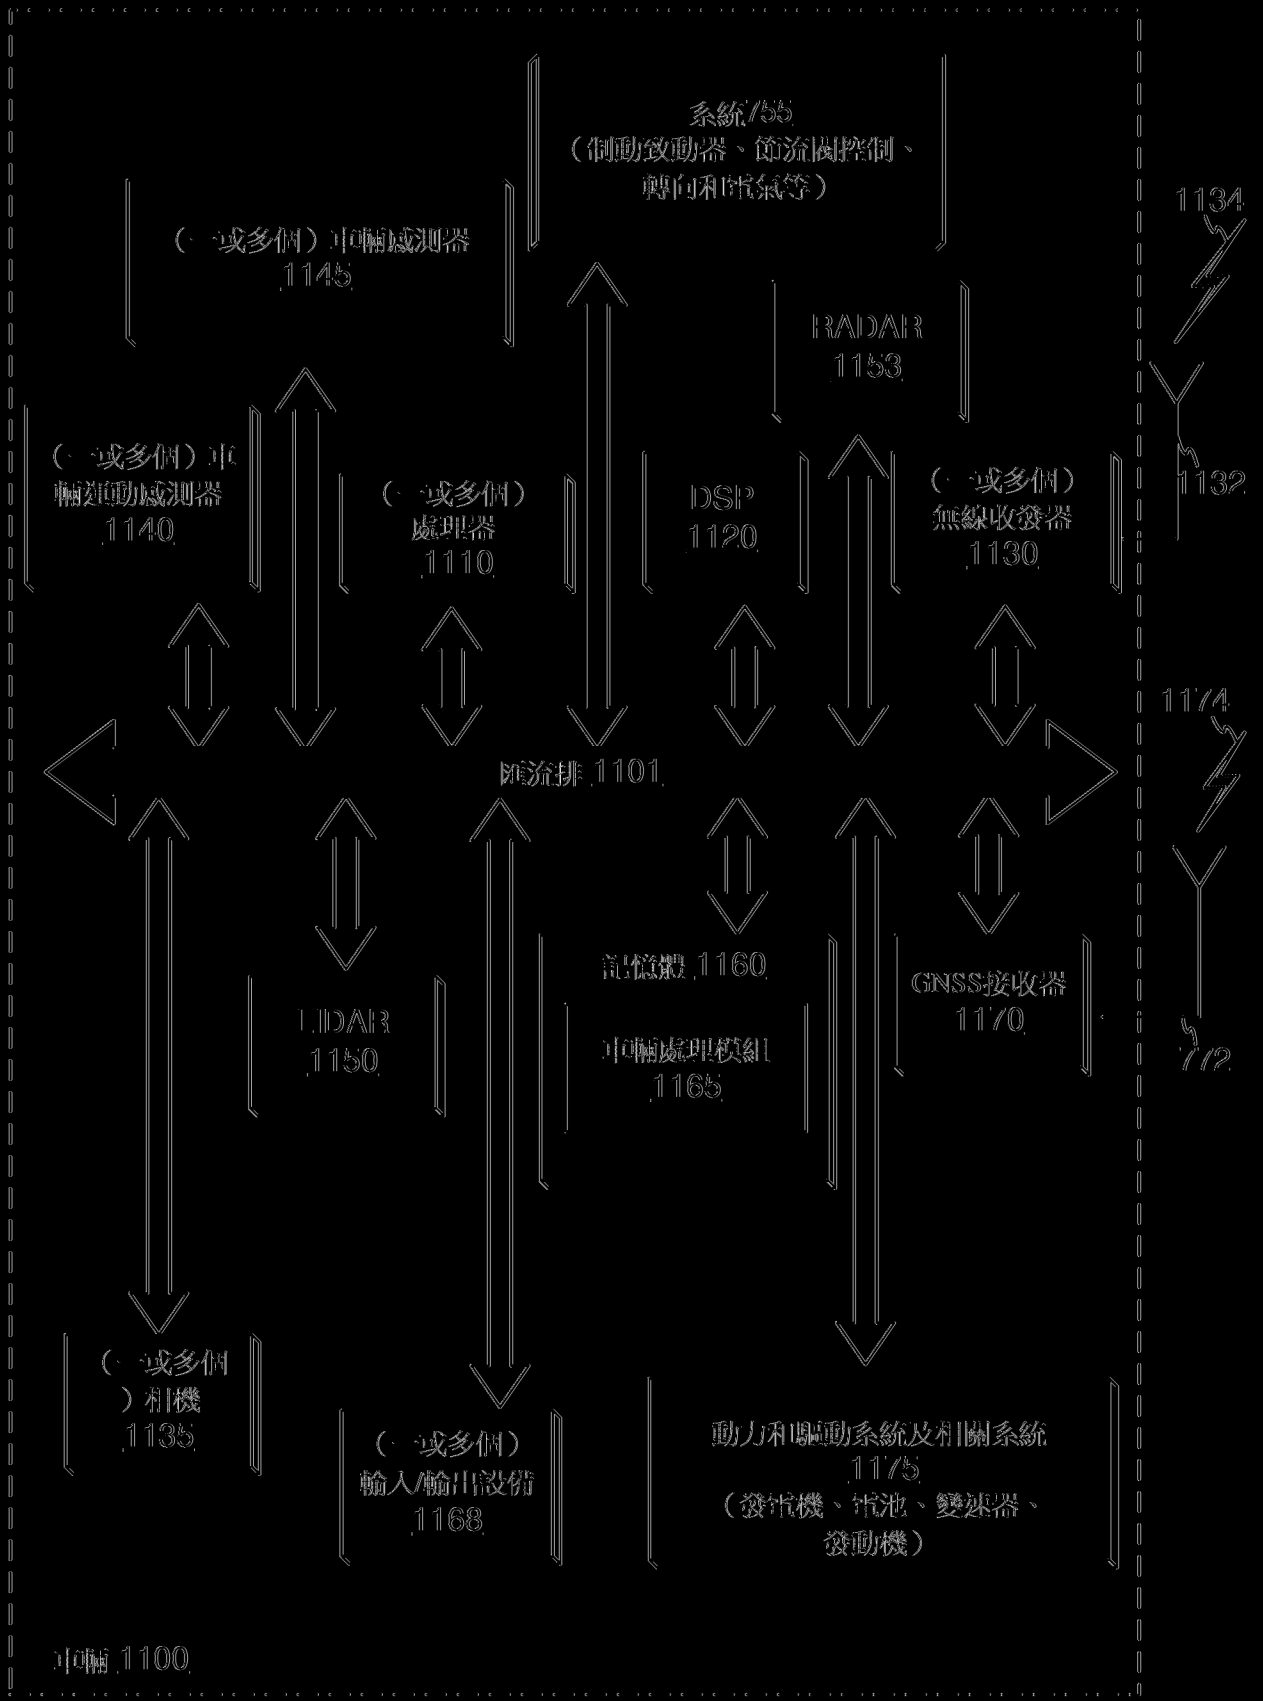 系統755
（制動致動器、節流閥控制、
轉向和電氣等）
1134
（一或多個）車輛感測器
1145
RADAR
1153
（一或多個）車
輛運動感測器
1140
（一或多個）
處理器
1110
DSP
1120
（一或多個）
無線收發器
1130
1132
1174
匯流排 1101
LIDAR
1150
記憶體 1160
車輛處理模組
1165
GNSS接收器
1170
772
（一或多個
）相機
1135
（一或多個）
輸入/輸出設備
1168
動力和驅動系統及相關系統
1175
（發電機、電池、變速器、
發動機）
車輛 1100